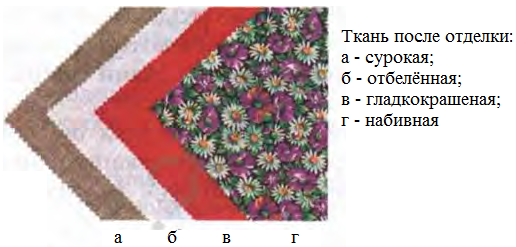 Ткань после отделки:
а - сурокая;
б - отбелённая;
в - гладкокрашеная;
г - набивная
а б в г